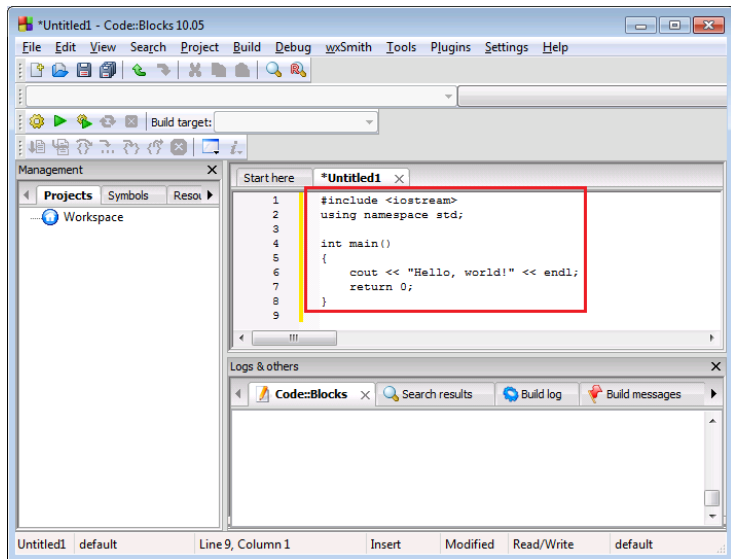 *Untitled1 - Code::Blocks 10.05
File Edit View Search Project Build Debug wxSmith Tools Plugins Settings Help
Build target:
Management
Projects Symbols Resou
Workspace
Start here *Untitled1
1 #include <iostream>
2 using namespace std;
3
4 int main()
5 {
6 cout << "Hello, world!" << endl;
7 return 0;
8 }
9
Logs & others
Code::Blocks Search results Build log Build messages
Untitled1 default Line 9, Column 1 Insert Modified Read/Write default